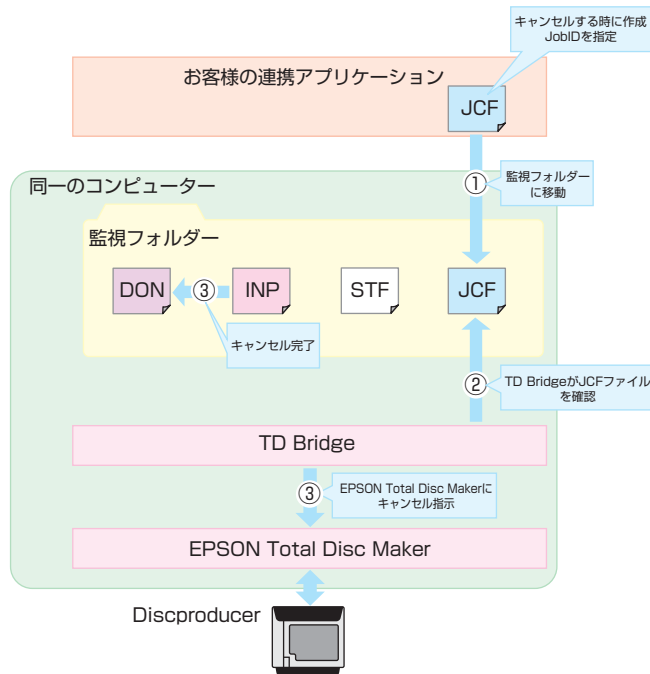 キャンセルする時に作成
JobIDを指定
お客様の連携アプリケーション
JCF
①
監視フォルダー
に移動
同一のコンピューター
監視フォルダー
DON
③
INP
STF
JCF
キャンセル完了
②
TD BridgeがJCFファイル
を確認
TD Bridge
③
EPSON Total Disc Makerに
キャンセル指示
EPSON Total Disc Maker
Discproducer